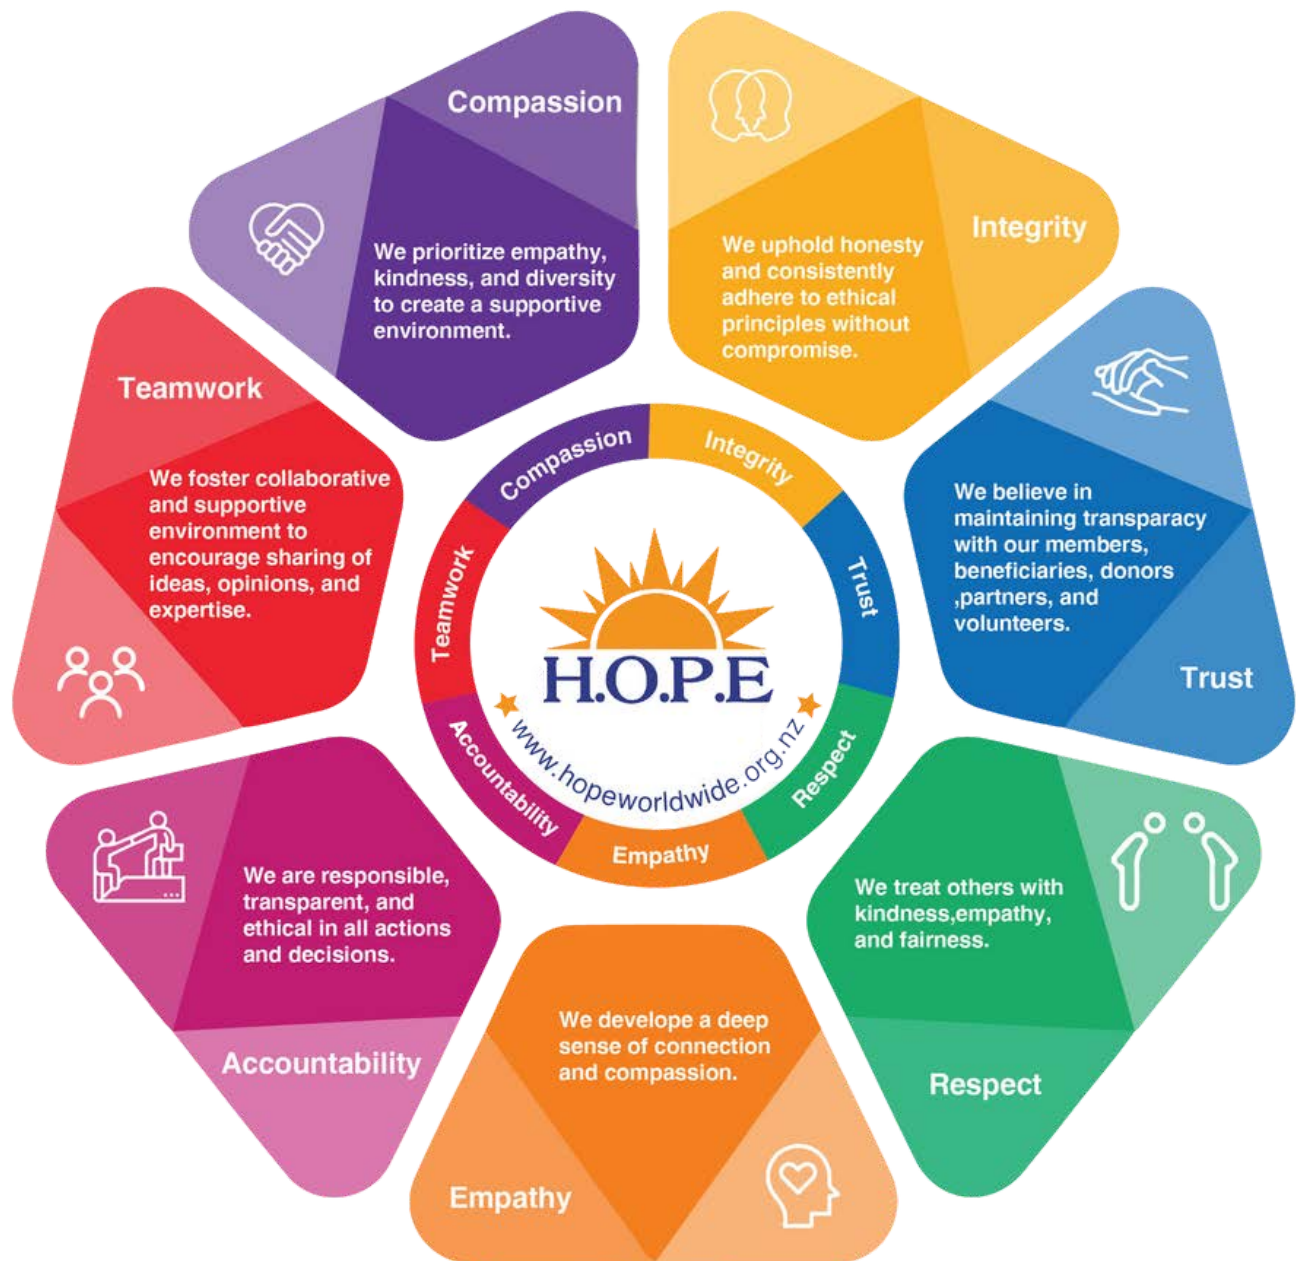 Compassion
We prioritize empathy,
kindness, and diversity
to create a supportive
environment.
Integrity
We uphold honesty
and consistently
adhere to ethical
principles without
compromise.
Teamwork
We foster collaborative
and supportive
environment to
encourage sharing of
ideas, opinions, and
expertise.
We believe in
maintaining transparacy
with our members,
beneficiaries, donors
,partners, and
volunteers.
Trust
Compassion
Integrity
Trust
Respect
Empathy
Accountability
Teamwork
H.O.P.E
www.hopeworldwide.org.nz
We are responsible,
transparent, and
ethical in all actions
and decisions.
Accountability
We treat others with
kindness,empathy,
and fairness.
Respect
We develope a deep
sense of connection
and compassion.
Empathy